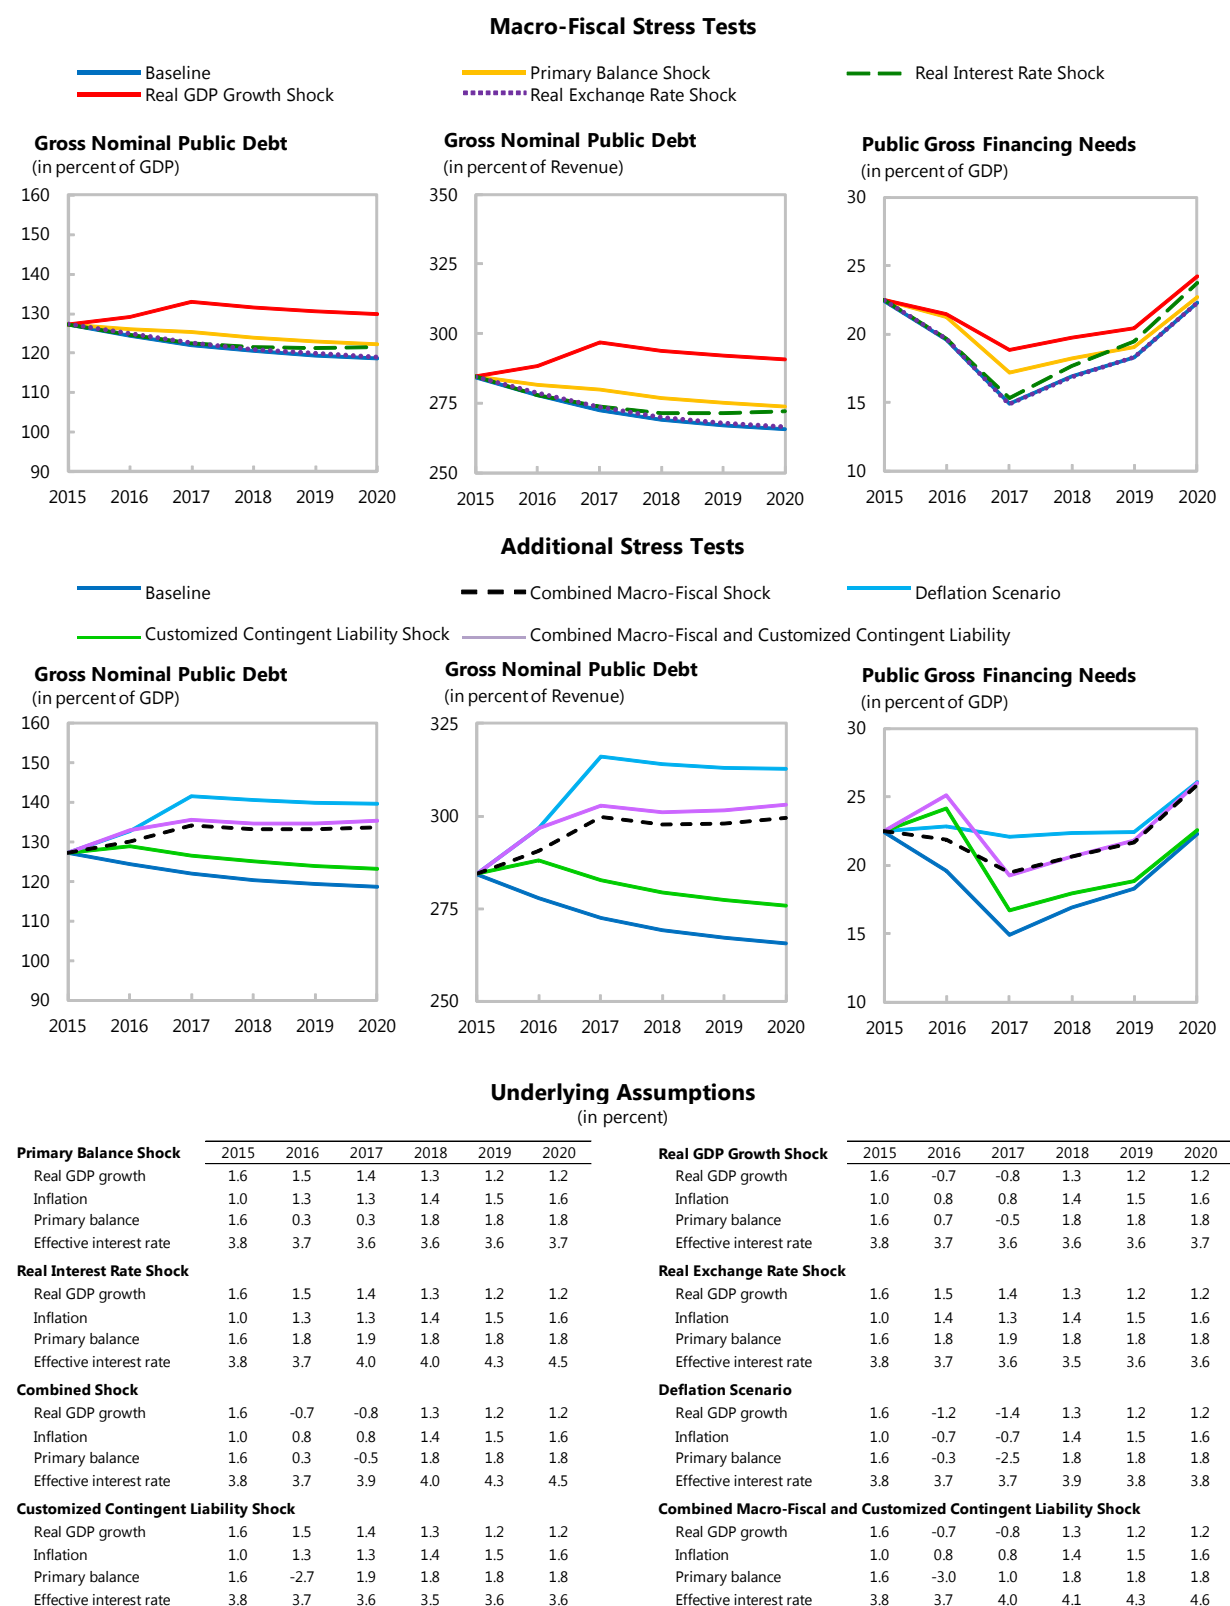 Macro-Fiscal Stress Tests
Baseline Primary Balance Shock Real Interest Rate Shock
Real GDP Growth Shock Real Exchange Rate Shock
Gross Nominal Public Debt
(in percent of GDP)
160
150
140
130
120
110
100
90
2015 2016 2017 2018 2019 2020
Gross Nominal Public Debt
(in percent of Revenue)
350
325
300
275
250
2015 2016 2017 2018 2019 2020
Public Gross Financing Needs
(in percent of GDP)
30
25
20
15
10
2015 2016 2017 2018 2019 2020
Additional Stress Tests
Baseline Combined Macro-Fiscal Shock Deflation Scenario
Customized Contingent Liability Shock Combined Macro-Fiscal and Customized Contingent Liability
Gross Nominal Public Debt
(in percent of GDP)
160
150
140
130
120
110
100
90
2015 2016 2017 2018 2019 2020
Gross Nominal Public Debt
(in percent of Revenue)
325
300
275
250
2015 2016 2017 2018 2019 2020
Public Gross Financing Needs
(in percent of GDP)
30
25
20
15
10
2015 2016 2017 2018 2019 2020
Underlying Assumptions
(in percent)
Primary Balance Shock 2015 2016 2017 2018 2019 2020
Real GDP growth 1.6 1.5 1.4 1.3 1.2 1.2
Inflation 1.0 1.3 1.3 1.4 1.5 1.6
Primary balance 1.6 0.3 0.3 1.8 1.8 1.8
Effective interest rate 3.8 3.7 3.6 3.6 3.6 3.7
Real Interest Rate Shock
Real GDP growth 1.6 1.5 1.4 1.3 1.2 1.2
Inflation 1.0 1.3 1.3 1.4 1.5 1.6
Primary balance 1.6 1.8 1.9 1.8 1.8 1.8
Effective interest rate 3.8 3.7 4.0 4.0 4.3 4.5
Combined Shock
Real GDP growth 1.6 -0.7 -0.8 1.3 1.2 1.2
Inflation 1.0 0.8 0.8 1.4 1.5 1.6
Primary balance 1.6 0.3 -0.5 1.8 1.8 1.8
Effective interest rate 3.8 3.7 3.9 4.0 4.3 4.5
Customized Contingent Liability Shock
Real GDP growth 1.6 1.5 1.4 1.3 1.2 1.2
Inflation 1.0 1.3 1.3 1.4 1.5 1.6
Primary balance 1.6 -2.7 1.9 1.8 1.8 1.8
Effective interest rate 3.8 3.7 3.6 3.5 3.6 3.6
Real GDP Growth Shock 2015 2016 2017 2018 2019 2020
Real GDP growth 1.6 -0.7 -0.8 1.3 1.2 1.2
Inflation 1.0 0.8 0.8 1.4 1.5 1.6
Primary balance 1.6 0.7 -0.5 1.8 1.8 1.8
Effective interest rate 3.8 3.7 3.6 3.6 3.6 3.7
Real Exchange Rate Shock
Real GDP growth 1.6 1.5 1.4 1.3 1.2 1.2
Inflation 1.0 1.4 1.3 1.4 1.5 1.6
Primary balance 1.6 1.8 1.9 1.8 1.8 1.8
Effective interest rate 3.8 3.7 3.6 3.5 3.6 3.6
Deflation Scenario
Real GDP growth 1.6 -1.2 -1.4 1.3 1.2 1.2
Inflation 1.0 -0.7 -0.7 1.4 1.5 1.6
Primary balance 1.6 -0.3 -2.5 1.8 1.8 1.8
Effective interest rate 3.8 3.7 3.7 3.9 3.8 3.8
Combined Macro-Fiscal and Customized Contingent Liability Shock
Real GDP growth 1.6 -0.7 -0.8 1.3 1.2 1.2
Inflation 1.0 0.8 0.8 1.4 1.5 1.6
Primary balance 1.6 -3.0 1.0 1.8 1.8 1.8
Effective interest rate 3.8 3.7 4.0 4.1 4.3 4.6